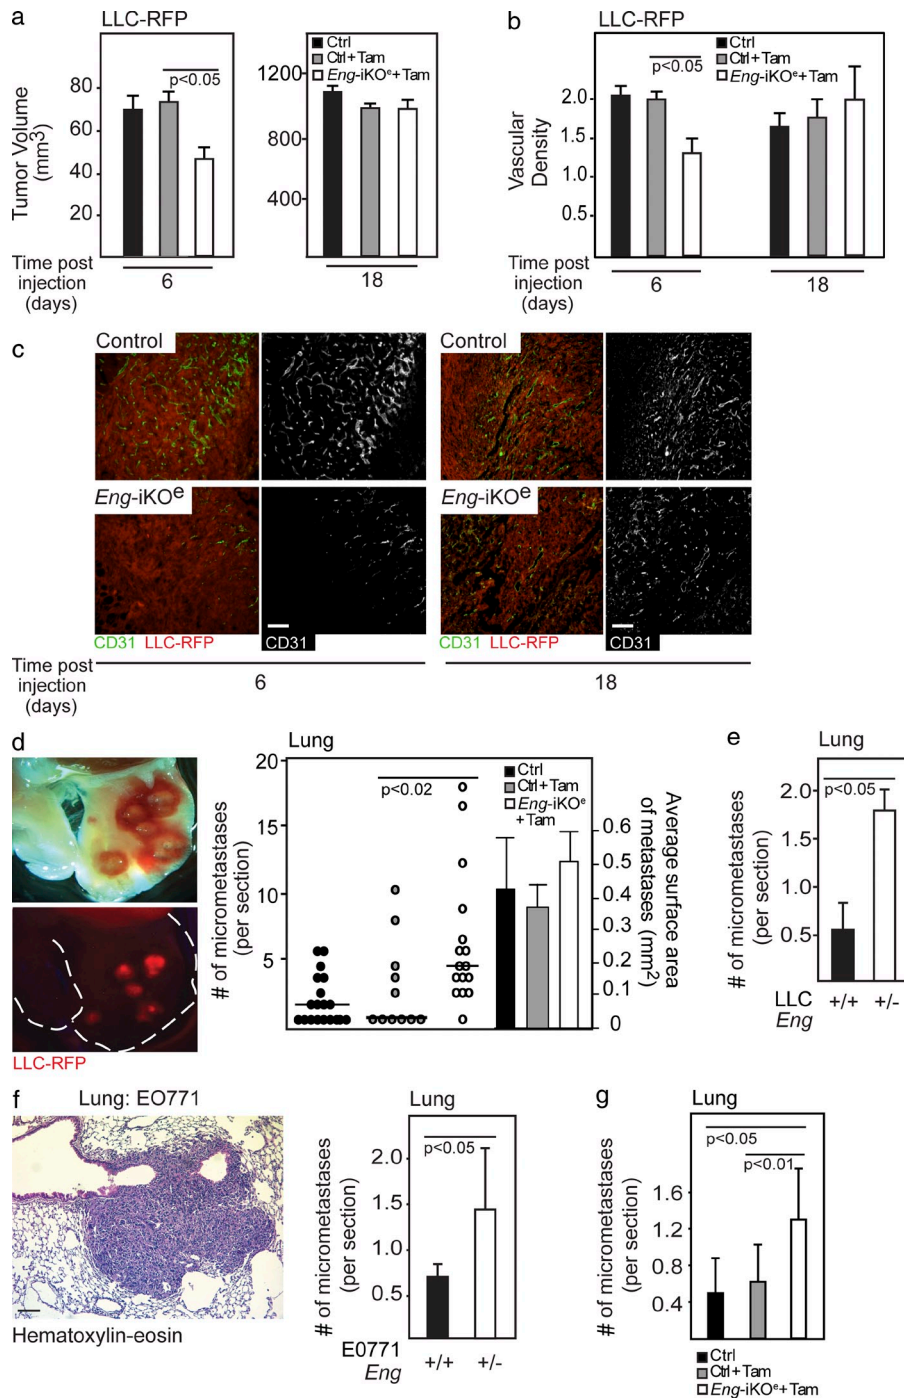 a
LLC-RFP
Tumor Volume
(mm3)
80
60
40
20
p<0.05
1200
800
400
Ctrl
Ctrl+Tam
Eng-iKOe+Tam
Time post
injection
(days)
6
18
b
LLC-RFP
Vascular
Density
2.0
1.5
1.0
0.5
p<0.05
Ctrl
Ctrl+Tam
Eng-iKOe+Tam
Time post
injection
(days)
6
18
c
Control
Control
Eng-iKOe
CD31 LLC-RFP
CD31
CD31 LLC-RFP
CD31
Time post
injection
(days)
6
18
d
LLC-RFP
Lung
# of micrometastases
(per section)
20
15
10
5
p<0.02
Ctrl
Ctrl+Tam
Eng-iKOe
+Tam
0.6
0.5
0.4
0.3
0.2
0.1
0
Average surface area
of metastases (mm2)
e
Lung
# of micrometastases
(per section)
p<0.05
2.0
1.5
0.5
LLC
Eng
+/+
+/-
f
Lung: EO771
Hematoxylin-eosin
Lung
# of micrometastases
(per section)
p<0.05
2.0
1.5
1.0
0.5
E0771
Eng
+/+
+/-
g
Lung
# of micrometastases
(per section)
p<0.05
p<0.01
1.6
1.2
0.8
0.4
Ctrl
Ctrl+Tam
Eng-iKOe+Tam